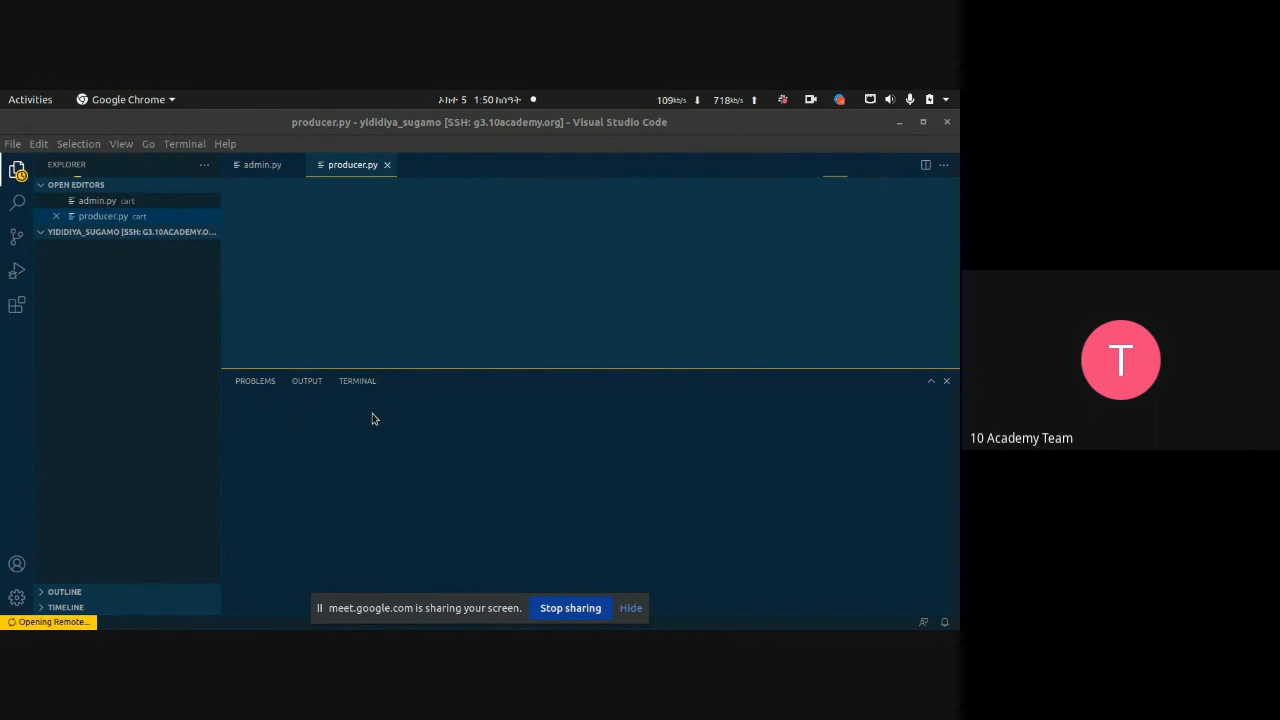 Activities Google Chrome 1:50 109kb/s 718kb/s
producer.py - yididiya_sugamo [SSH: g3.10academy.org] - Visual Studio Code
File Edit Selection View Go Terminal Help
EXPLORER admin.py producer.py
OPEN EDITORS
admin.py cart
producer.py cart
YIDIDIYA_SUGAMO [SSH: G3.10ACADEMY.O...
PROBLEMS OUTPUT TERMINAL
T
10 Academy Team
OUTLINE
TIMELINE
meet.google.com is sharing your screen. Stop sharing Hide
Opening Remote...